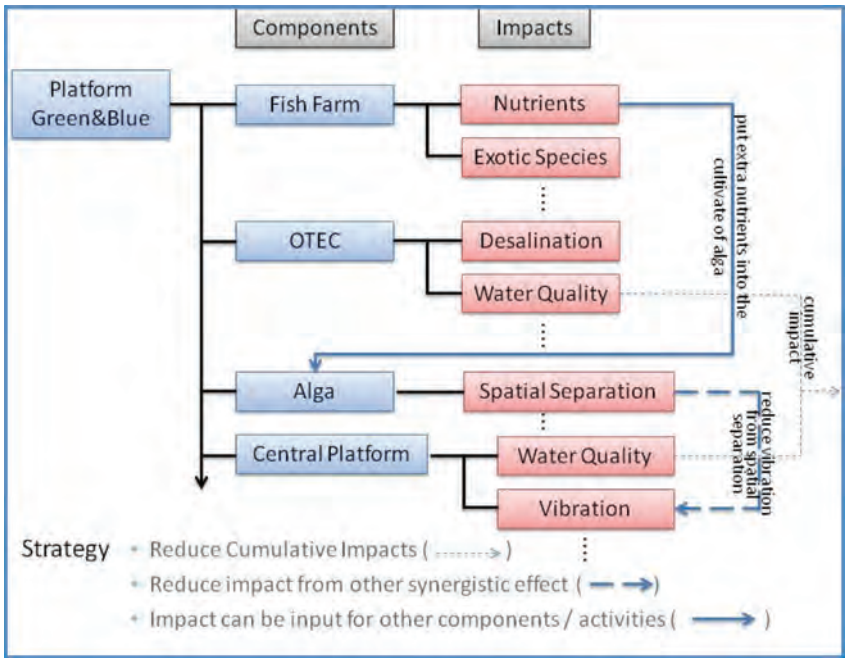 Components
Impacts
Platform
Green&Blue
Fish Farm
Nutrients
Exotic Species
OTEC
Desalination
Water Quality
Alga
Spatial Separation
Central Platform
Water Quality
Vibration
put extra nutrients into the
cultivate of alga
cumulative
impact
reduce vibration
from spatial
separation
Strategy
• Reduce Cumulative Impacts ( )
• Reduce impact from other synergistic effect ( )
• Impact can be input for other components / activities ( )